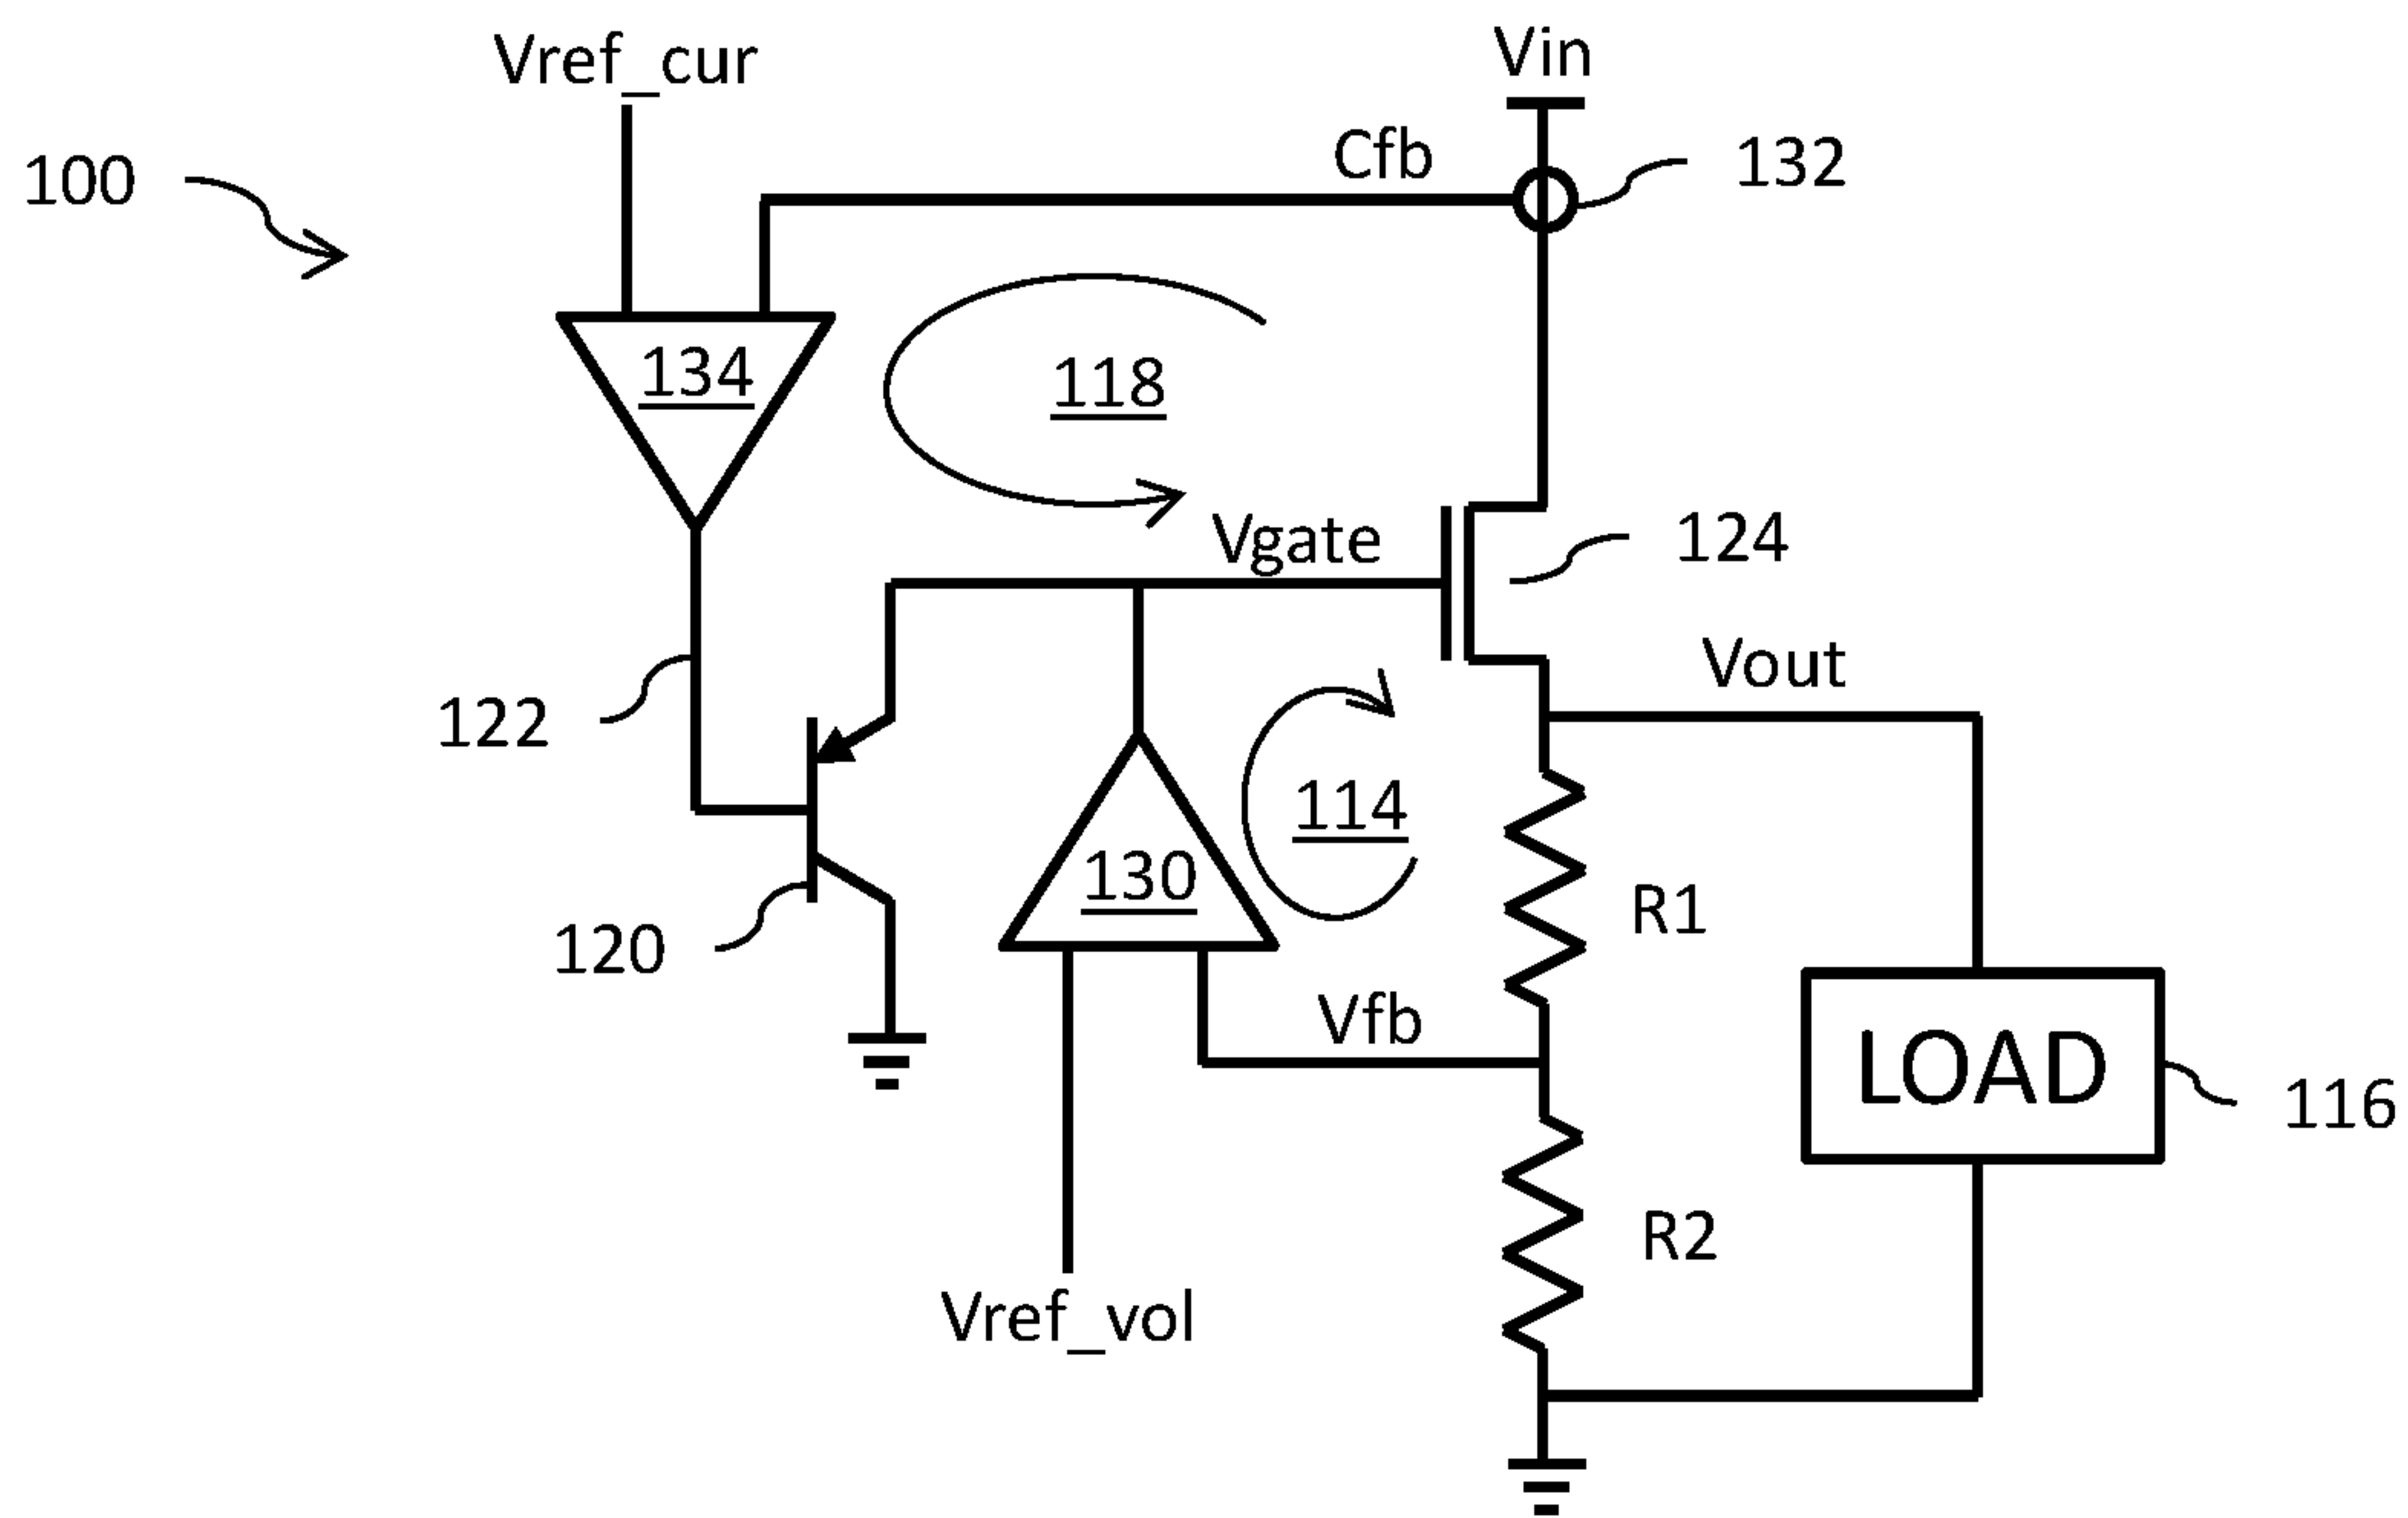 Vref_cur
Vin
Cfb
132
100
134
118
Vgate
124
Vout
122
114
130
R1
120
Vfb
LOAD
116
R2
Vref_vol